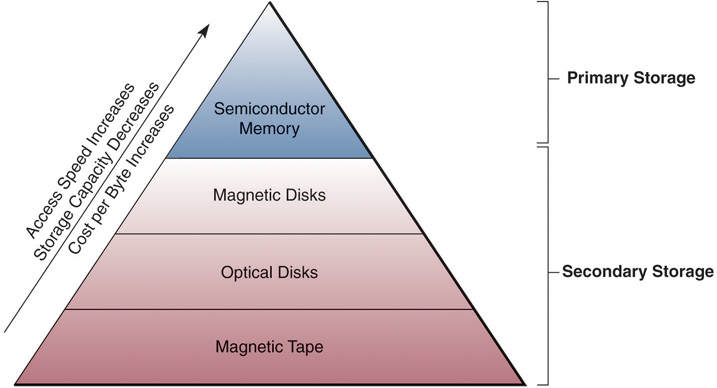 Access Speed Increases
Storage Capacity Decreases
Cost per Byte Increases
Semiconductor
Memory
Magnetic Disks
Optical Disks
Magnetic Tape
Primary Storage
Secondary Storage